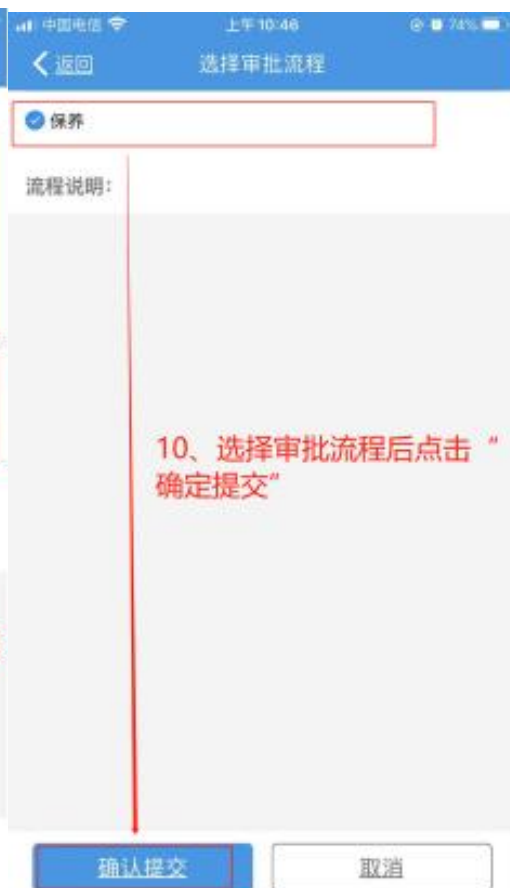 中国电信 上午10:46 74%
返回 选择审批流程
保养
流程说明:
10、选择审批流程后点击“
确定提交”
确认提交 取消